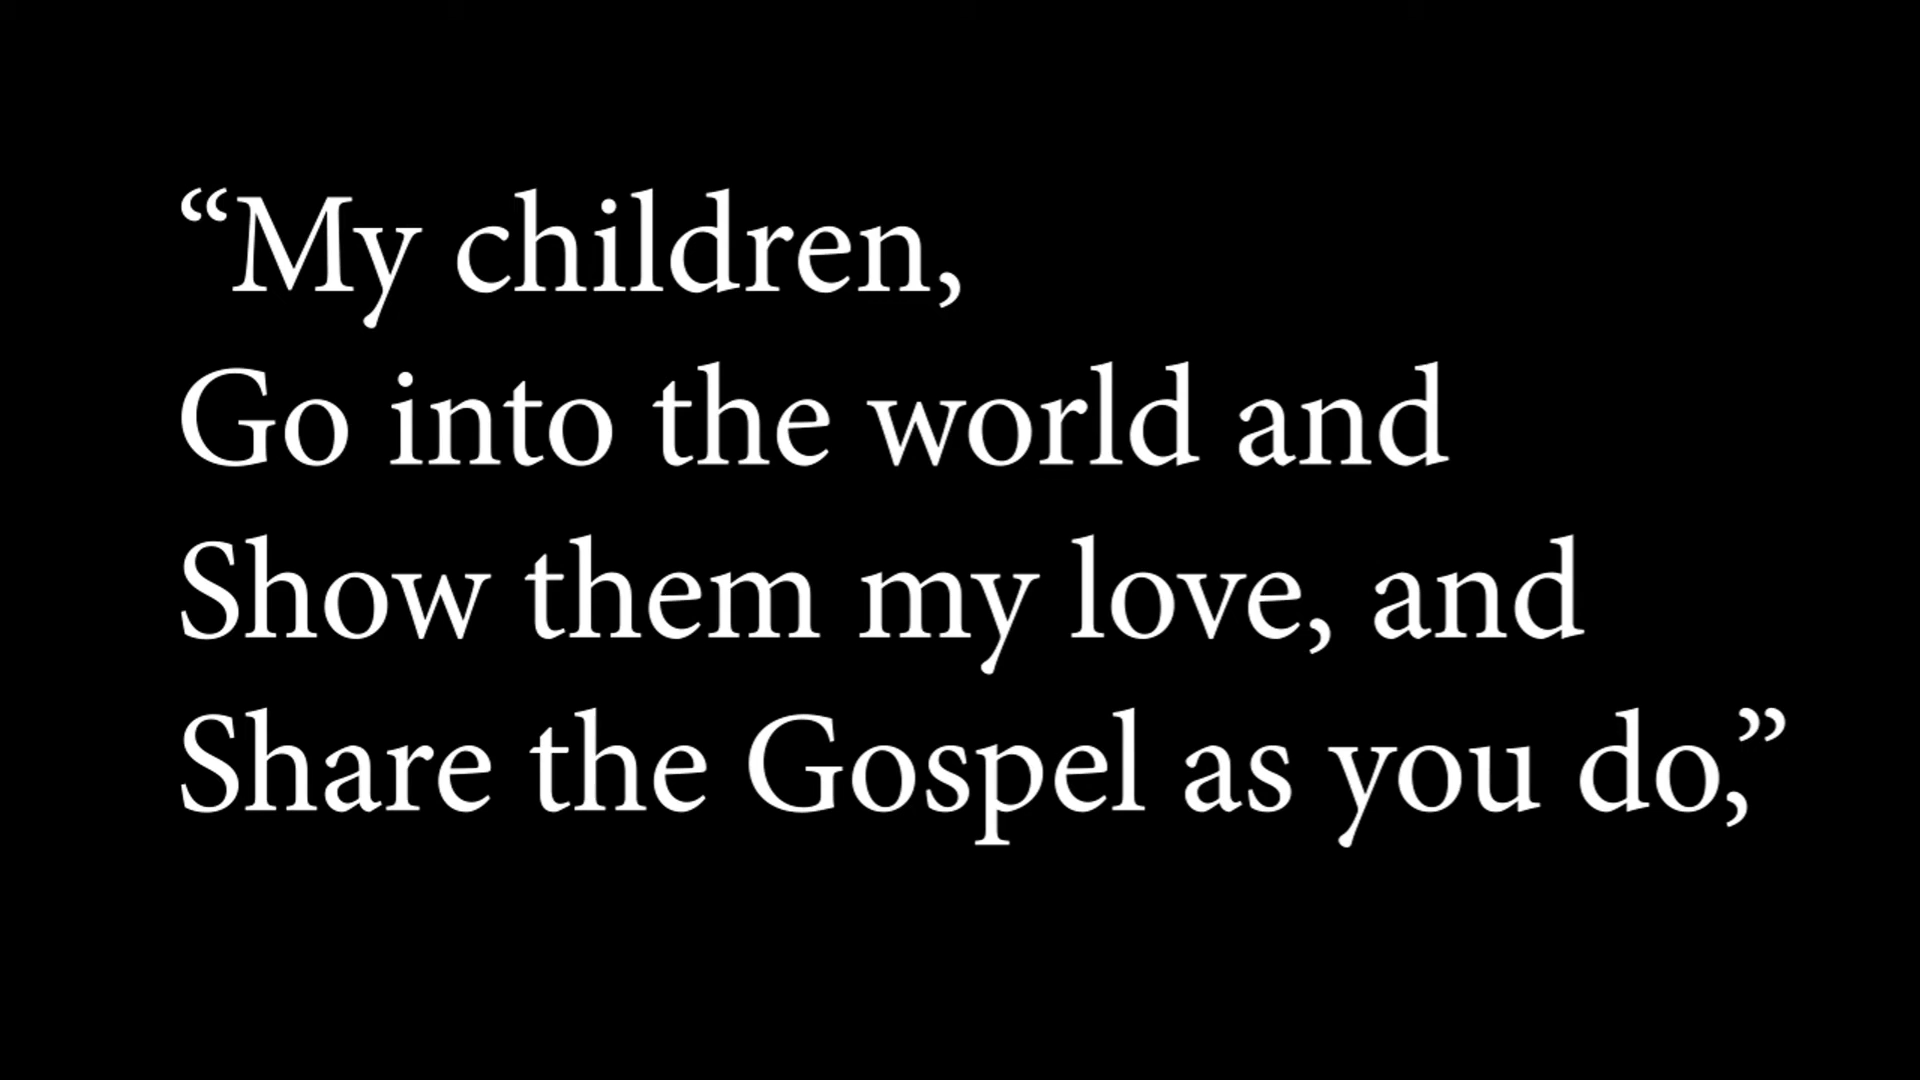 “My children,
Go into the world and
Show them my love, and
Share the Gospel as you do,”